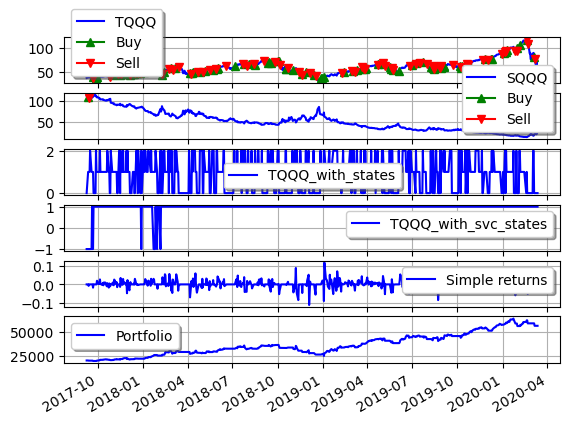 TQQQ
Buy
Sell
100
50
SQQQ
Buy
Sell
100
50
2
0
TQQQ_with_states
1
−1
TQQQ_with_svc_states
0.1
0.0
−0.1
Simple returns
50000
25000
Portfolio
2017-10 2018-01 2018-04 2018-07 2018-10 2019-01 2019-04 2019-07 2019-10 2020-01 2020-04